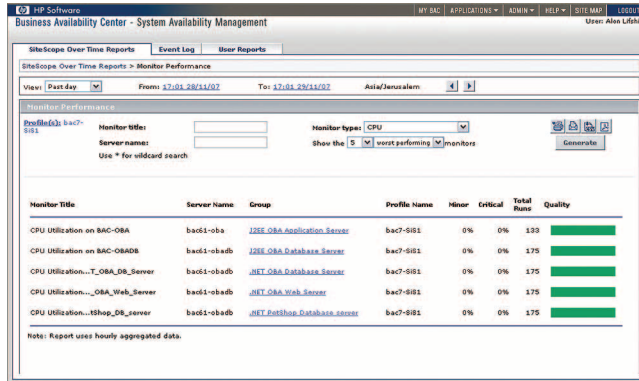 HP Software
MY BAC APPLICATIONS ADMIN HELP SITE MAP LOGOUT
Business Availability Center - System Availability Management
User: Alon Lifshi
SiteScope Over Time Reports Event Log User Reports
SiteScope Over Time Reports > Monitor Performance
View: Past day From: 17:01 28/11/07 To: 17:01 29/11/07 Asia/Jerusalem
Monitor Performance
Profile(s): bac7-SiS1
Monitor title: Monitor type: CPU
Server name: Show the 5 worst performing monitors
Use * for wildcard search
Generate
Monitor Title Server Name Group Profile Name Minor Critical Total Runs Quality
CPU Utilization on BAC-OBA bac61-oba J2EE OBA Application Server bac7-SiS1 0% 0% 133
CPU Utilization on BAC-OBADB bac61-obadb J2EE OBA Database Server bac7-SiS1 0% 0% 175
CPU Utilization...T_OBA_DB_Server bac61-obadb .NET OBA Database Server bac7-SiS1 0% 0% 175
CPU Utilization..._OBA_Web_Server bac61-obadb .NET OBA Web Server bac7-SiS1 0% 0% 175
CPU Utilization...tShop_DB_server bac61-obadb .NET PetShop Database server bac7-SiS1 0% 0% 175
Note: Report uses hourly aggregated data.